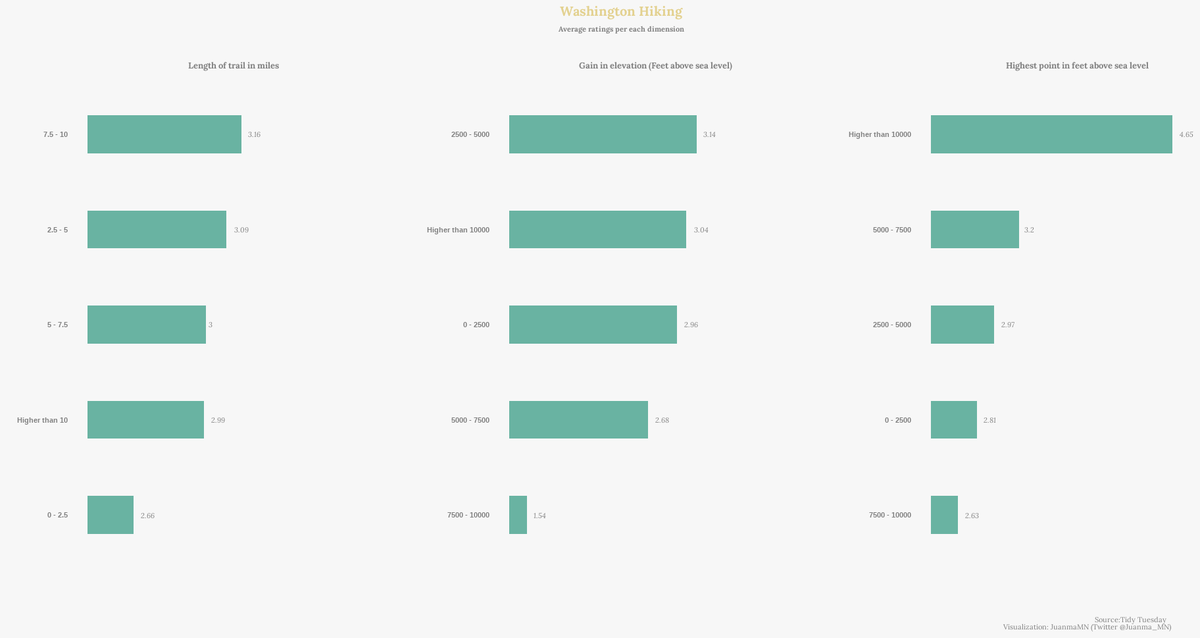 Washington Hiking
Average ratings per each dimension
Length of trail in miles
7.5 - 10 3.16
2.5 - 5 3.09
5 - 7.5 3
Higher than 10 2.99
0 - 2.5 2.66
Gain in elevation (Feet above sea level)
2500 - 5000 3.14
Higher than 10000 3.04
0 - 2500 2.96
5000 - 7500 2.68
7500 - 10000 1.54
Highest point in feet above sea level
Higher than 10000 4.65
5000 - 7500 3.2
2500 - 5000 2.97
0 - 2500 2.81
7500 - 10000 2.63
Source:Tidy Tuesday
Visualization: JuanmaMN (Twitter @Juanma_MN)